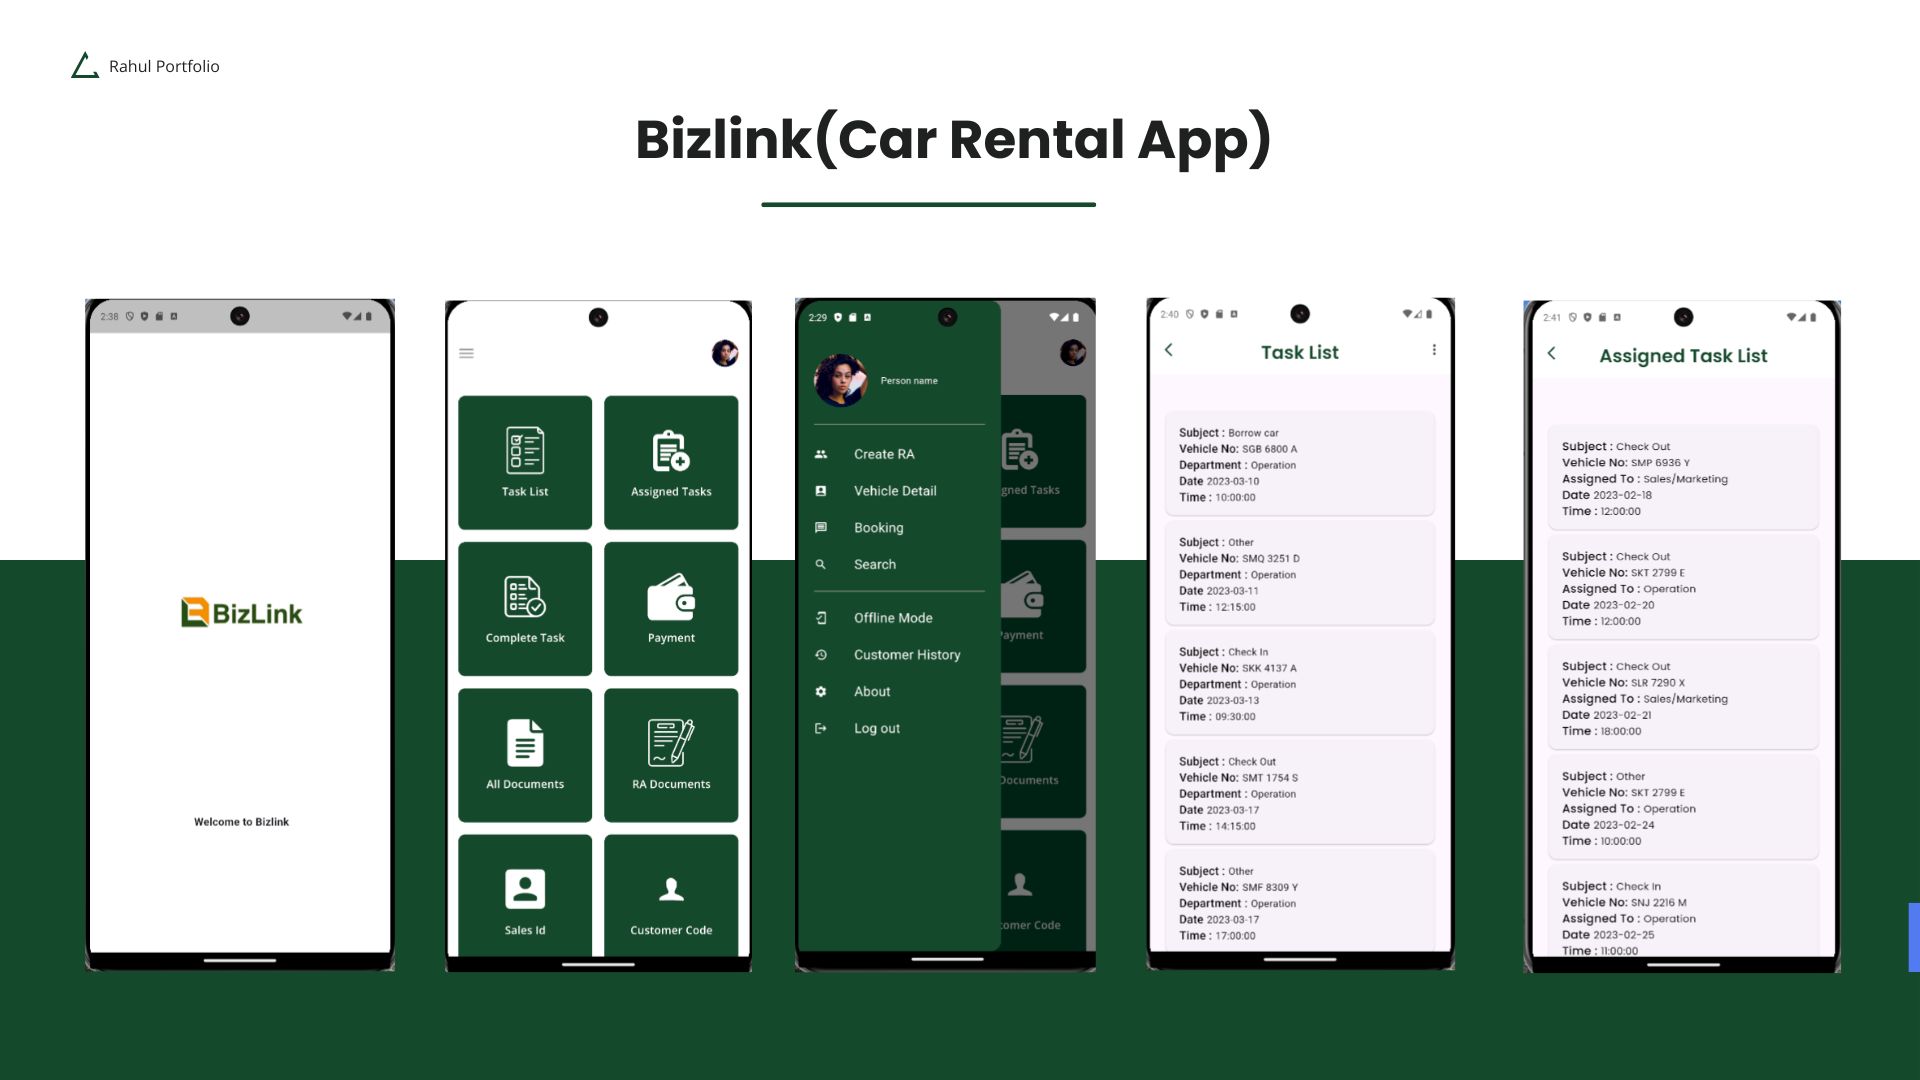 Rahul Portfolio
Bizlink(Car Rental App)
2:38
BizLink
Welcome to Bizlink
Task List
Assigned Tasks
Complete Task
Payment
All Documents
RA Documents
Sales Id
Customer Code
2:29
Person name
Create RA
Vehicle Detail
Booking
Search
Offline Mode
Customer History
About
Log out
gned Tasks
ayment
Documents
omer Code
2:40
Task List
Subject : Borrow car
Vehicle No: SGB 6800 A
Department : Operation
Date 2023-03-10
Time : 10:00:00
Subject : Other
Vehicle No: SMQ 3251 D
Department : Operation
Date 2023-03-11
Time : 12:15:00
Subject : Check In
Vehicle No: SKK 4137 A
Department : Operation
Date 2023-03-13
Time : 09:30:00
Subject : Check Out
Vehicle No: SMT 1754 S
Department : Operation
Date 2023-03-17
Time : 14:15:00
Subject : Other
Vehicle No: SMF 8309 Y
Department : Operation
Date 2023-03-17
Time : 17:00:00
2:41
Assigned Task List
Subject : Check Out
Vehicle No: SMP 6936 Y
Assigned To : Sales/Marketing
Date 2023-02-18
Time : 12:00:00
Subject : Check Out
Vehicle No: SKT 2799 E
Assigned To : Operation
Date 2023-02-20
Time : 12:00:00
Subject : Check Out
Vehicle No: SLR 7290 X
Assigned To : Sales/Marketing
Date 2023-02-21
Time : 18:00:00
Subject : Other
Vehicle No: SKT 2799 E
Assigned To : Operation
Date 2023-02-24
Time : 10:00:00
Subject : Check In
Vehicle No: SNJ 2216 M
Assigned To : Operation
Date 2023-02-25
Time : 11:00:00